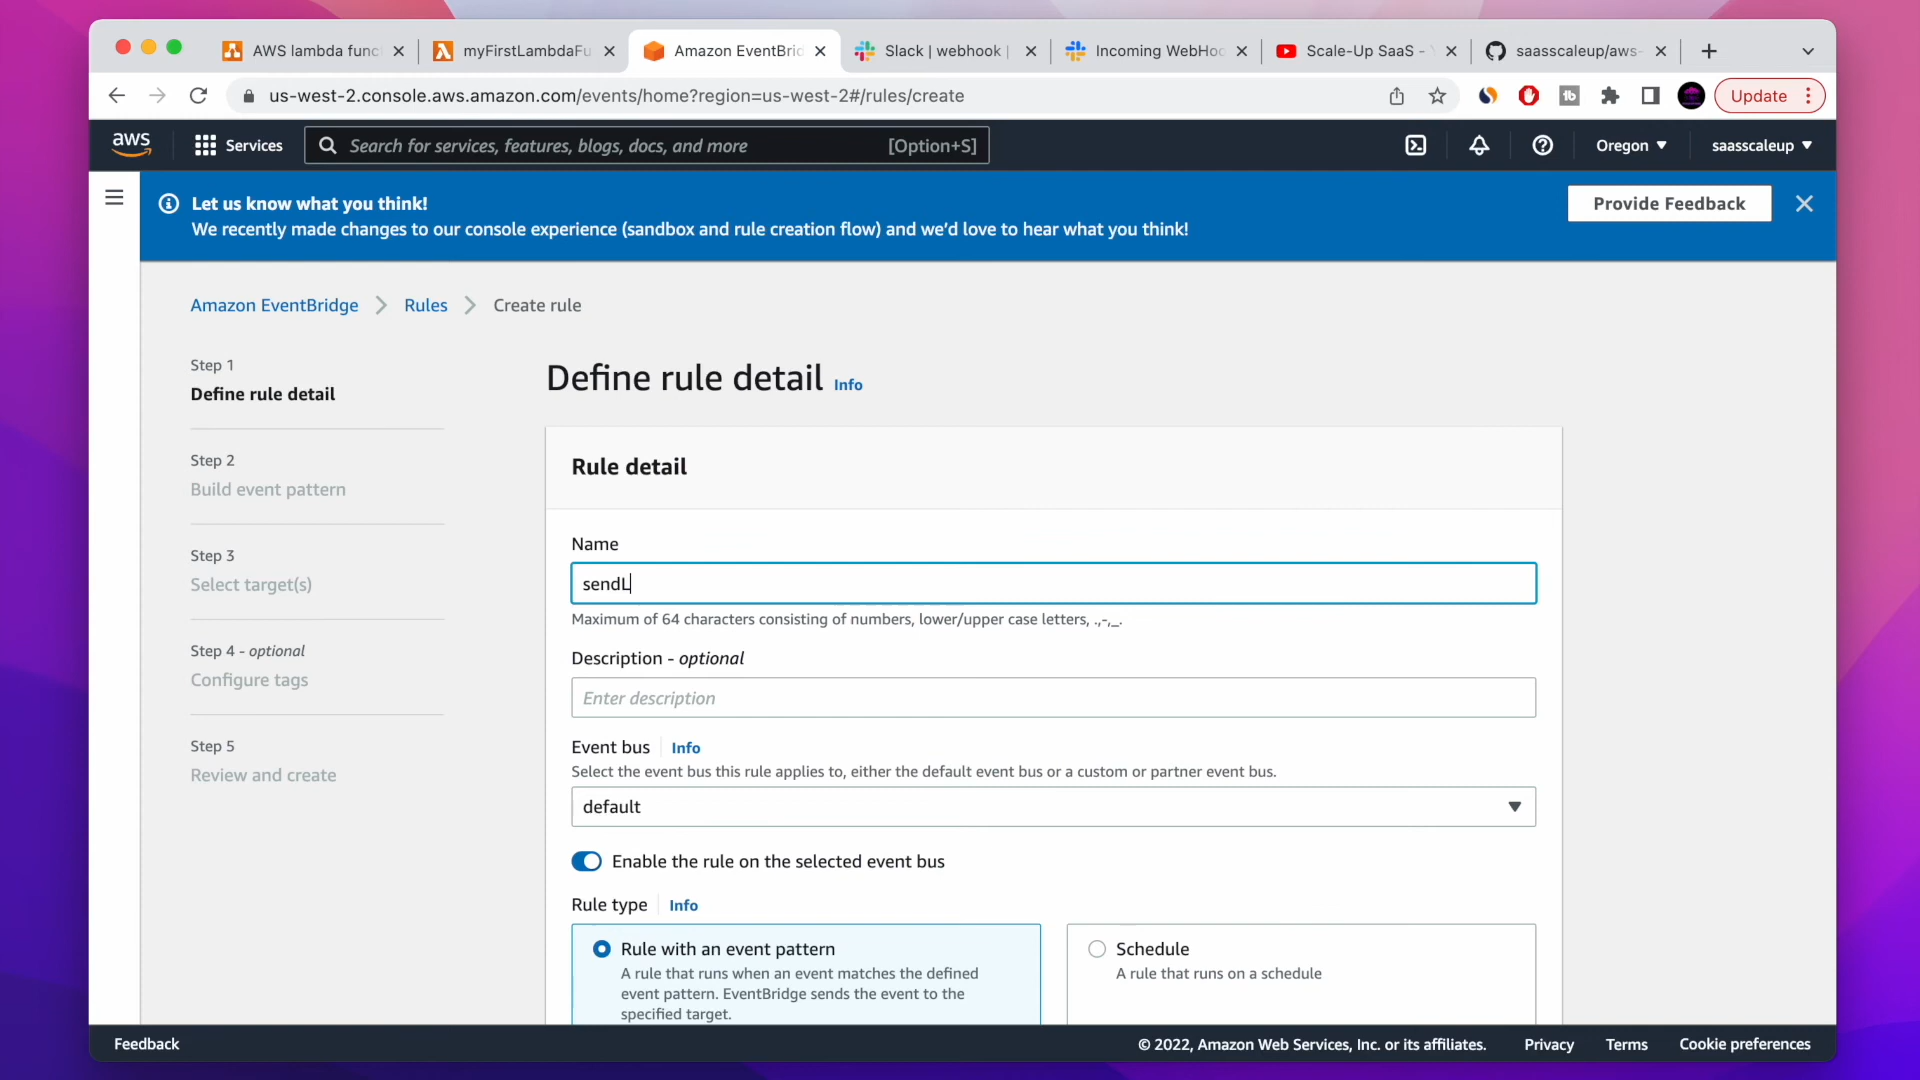 AWS lambda func
myFirstLambdaFu
Amazon EventBrid
Slack | webhook |
Incoming WebHoo
Scale-Up SaaS - Y
saasscaleup/aws-
us-west-2.console.aws.amazon.com/events/home?region=us-west-2#/rules/create
Update
aws
Services
Search for services, features, blogs, docs, and more
[Option+S]
Oregon
saasscaleup
Let us know what you think!
We recently made changes to our console experience (sandbox and rule creation flow) and we'd love to hear what you think!
Provide Feedback
Amazon EventBridge > Rules > Create rule
Step 1
Define rule detail
Step 2
Build event pattern
Step 3
Select target(s)
Step 4 - optional
Configure tags
Step 5
Review and create
Define rule detail Info
Rule detail
Name
sendL
Maximum of 64 characters consisting of numbers, lower/upper case letters, .,-,_.
Description - optional
Enter description
Event bus Info
Select the event bus this rule applies to, either the default event bus or a custom or partner event bus.
default
Enable the rule on the selected event bus
Rule type Info
Rule with an event pattern
A rule that runs when an event matches the defined
event pattern. EventBridge sends the event to the
specified target.
Schedule
A rule that runs on a schedule
Feedback
© 2022, Amazon Web Services, Inc. or its affiliates.
Privacy
Terms
Cookie preferences